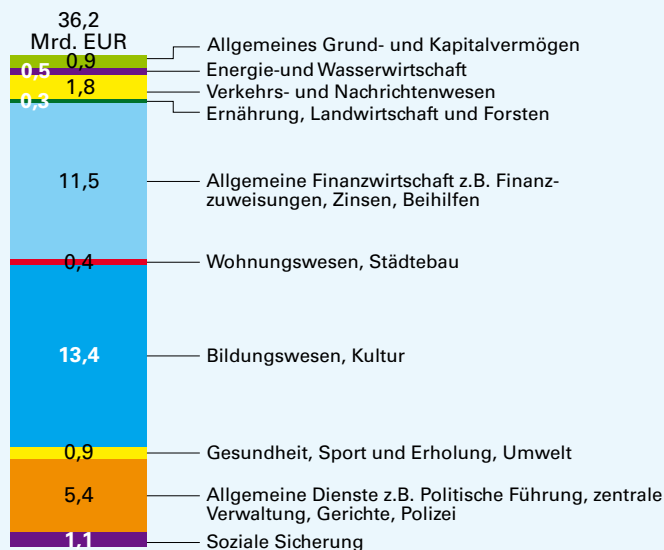 36,2
Mrd. EUR
0,9 Allgemeines Grund- und Kapitalvermögen
0,5 Energie-und Wasserwirtschaft
1,8 Verkehrs- und Nachrichtenwesen
0,3 Ernährung, Landwirtschaft und Forsten
11,5 Allgemeine Finanzwirtschaft z.B. Finanz-
zuweisungen, Zinsen, Beihilfen
0,4 Wohnungswesen, Städtebau
13,4 Bildungswesen, Kultur
0,9 Gesundheit, Sport und Erholung, Umwelt
5,4 Allgemeine Dienste z.B. Politische Führung, zentrale
Verwaltung, Gerichte, Polizei
1,1 Soziale Sicherung